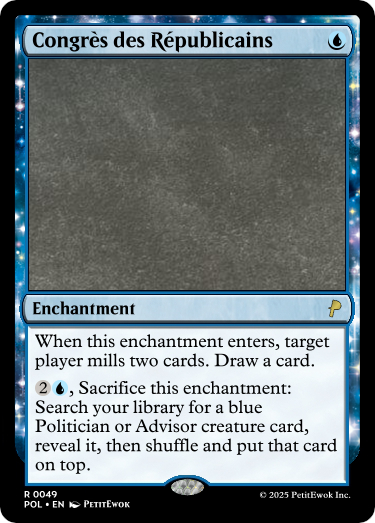 Congrès des Républicains
Enchantment
When this enchantment enters, target
player mills two cards. Draw a card.
2, Sacrifice this enchantment:
Search your library for a blue
Politician or Advisor creature card,
reveal it, then shuffle and put that card
on top.
R 0049
POL • EN PetitEwok
© 2025 PetitEwok Inc.